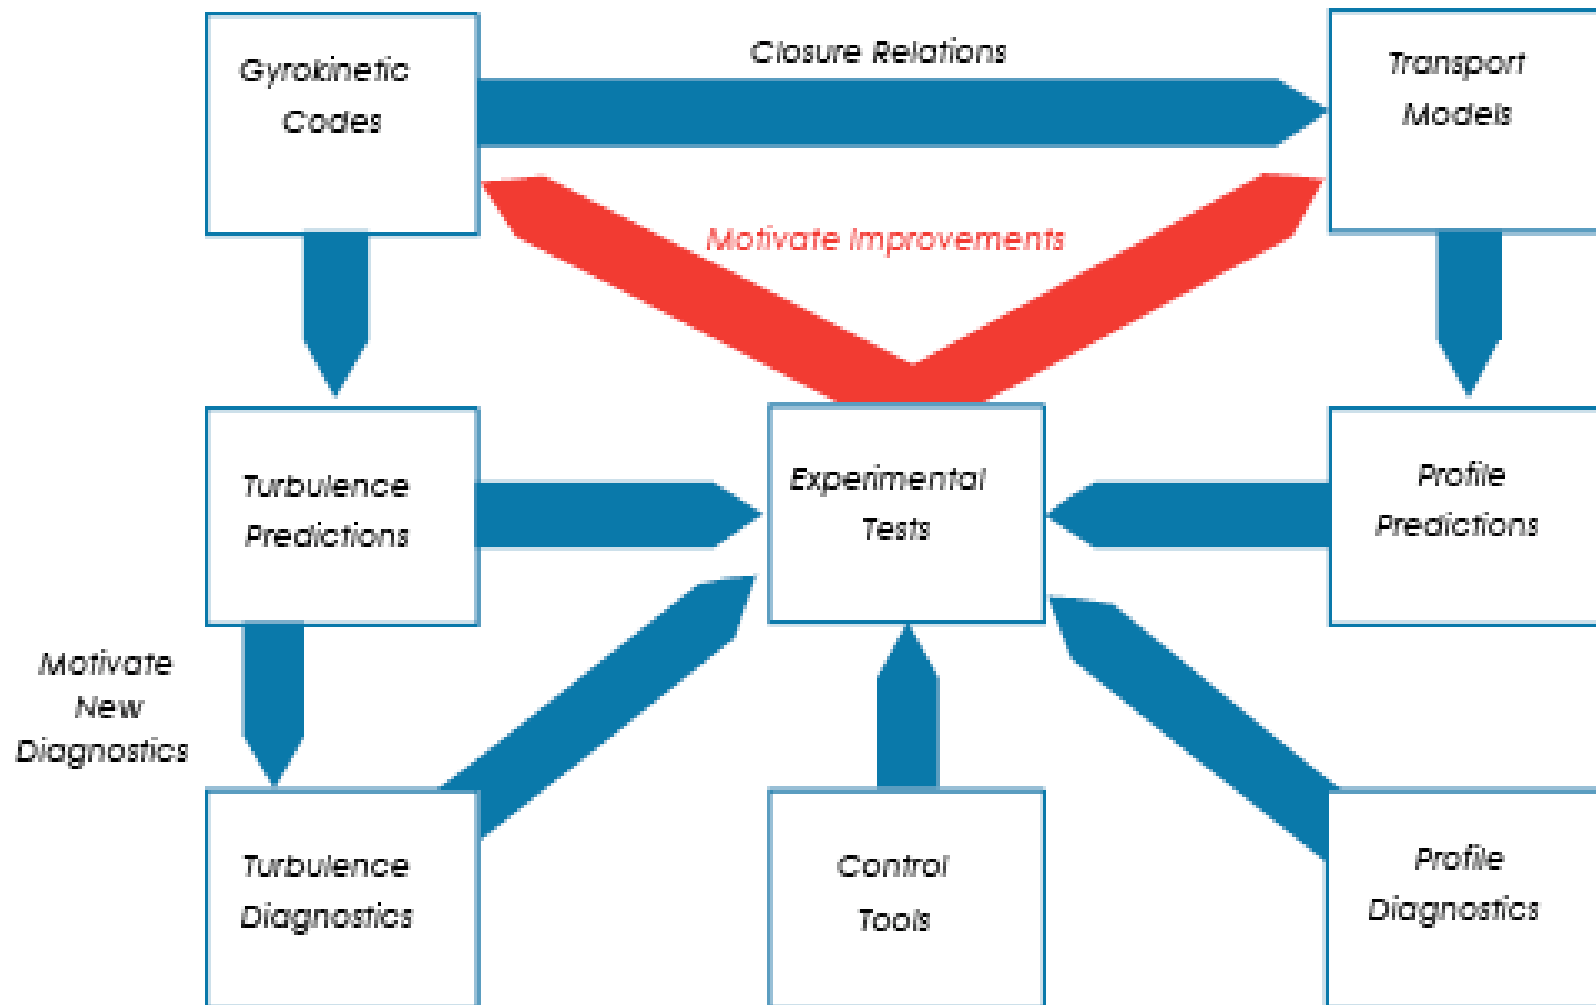 Gyrokinetic
Codes
Closure Relations
Transport
Models
Motivate Improvements
Turbulence
Predictions
Experimental
Tests
Profile
Predictions
Motivate
New
Diagnostics
Turbulence
Diagnostics
Control
Tools
Profile
Diagnostics